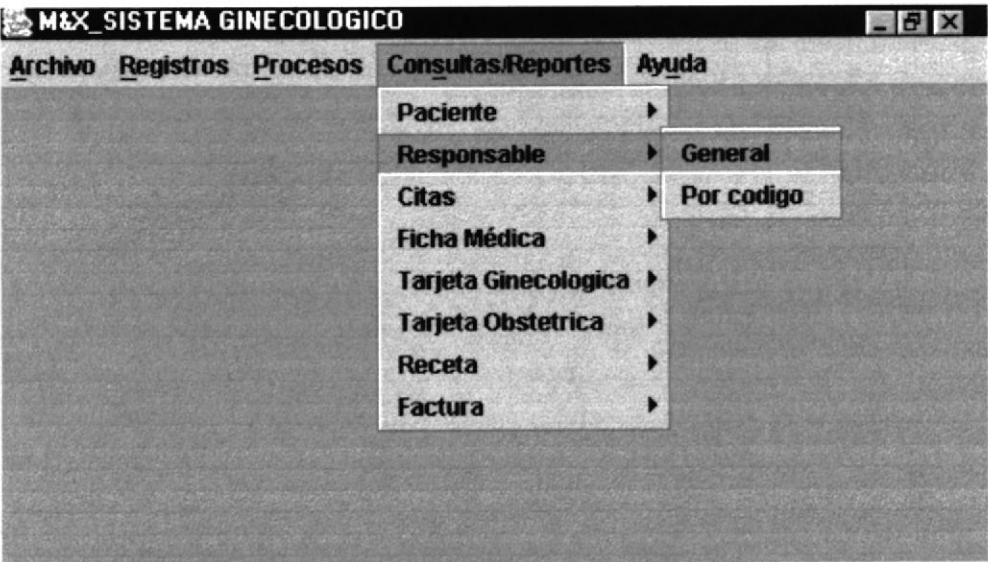 M&X_SISTEMA GINECOLOGICO
Archivo Registros Procesos Consultas/Reportes Ayuda
Paciente
Responsable General
Citas Por codigo
Ficha Médica
Tarjeta Ginecologica
Tarjeta Obstetrica
Receta
Factura